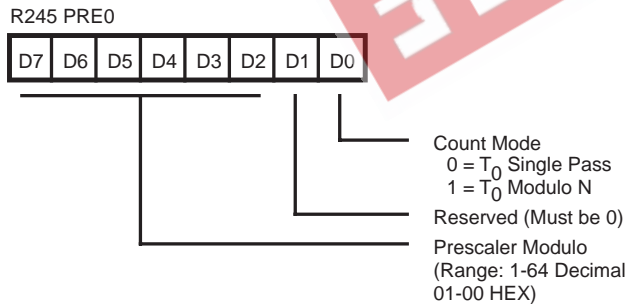 R245 PRE0
D7 D6 D5 D4 D3 D2 D1 D0
Count Mode
0 = T0 Single Pass
1 = T0 Modulo N
Reserved (Must be 0)
Prescaler Modulo
(Range: 1-64 Decimal
01-00 HEX)